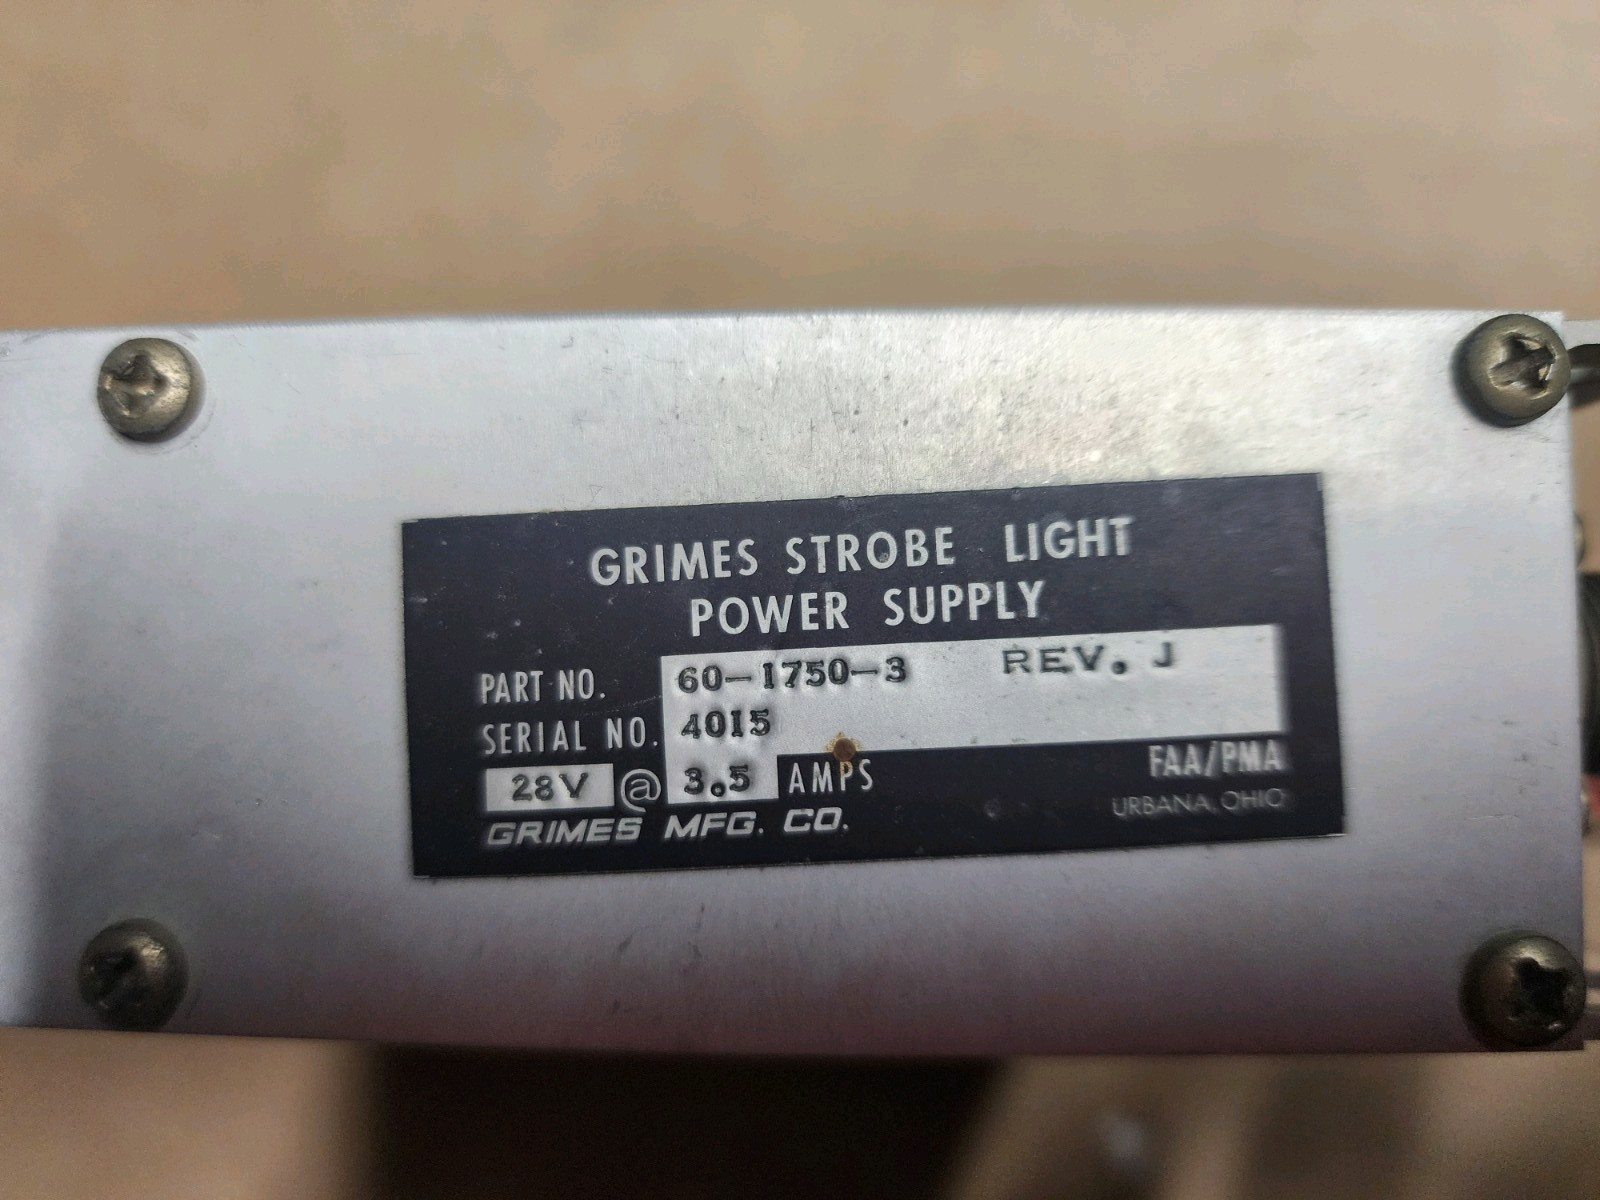 GRIMES STROBE LIGHT
POWER SUPPLY
PART NO. 60-1750-3 REV. J
SERIAL NO. 4015
28V @ 3.5 AMPS FAA/PMA
GRIMES MFG. CO. URBANA, OHIO